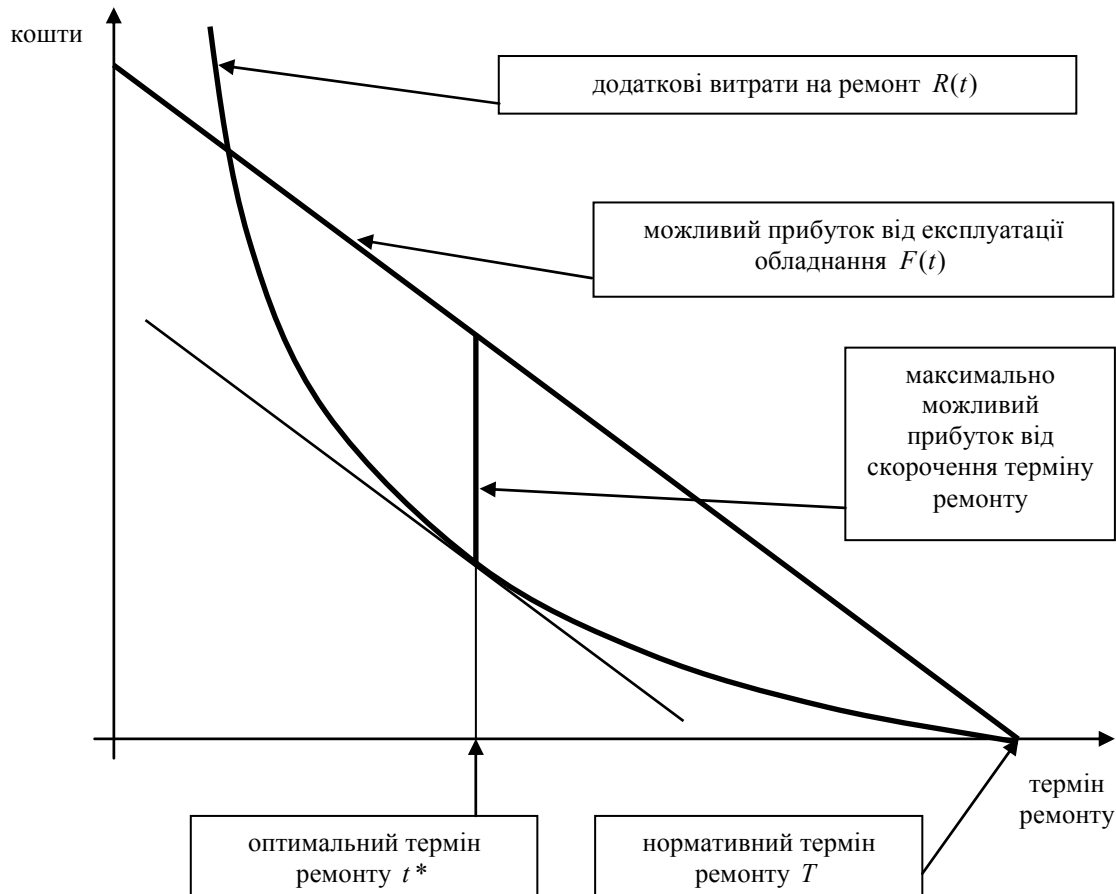 кошти
додаткові витрати на ремонт R(t)
можливий прибуток від експлуатації
обладнання F(t)
максимально
можливий
прибуток від
скорочення терміну
ремонту
термін
ремонту
оптимальний термін
ремонту t*
нормативний термін
ремонту T